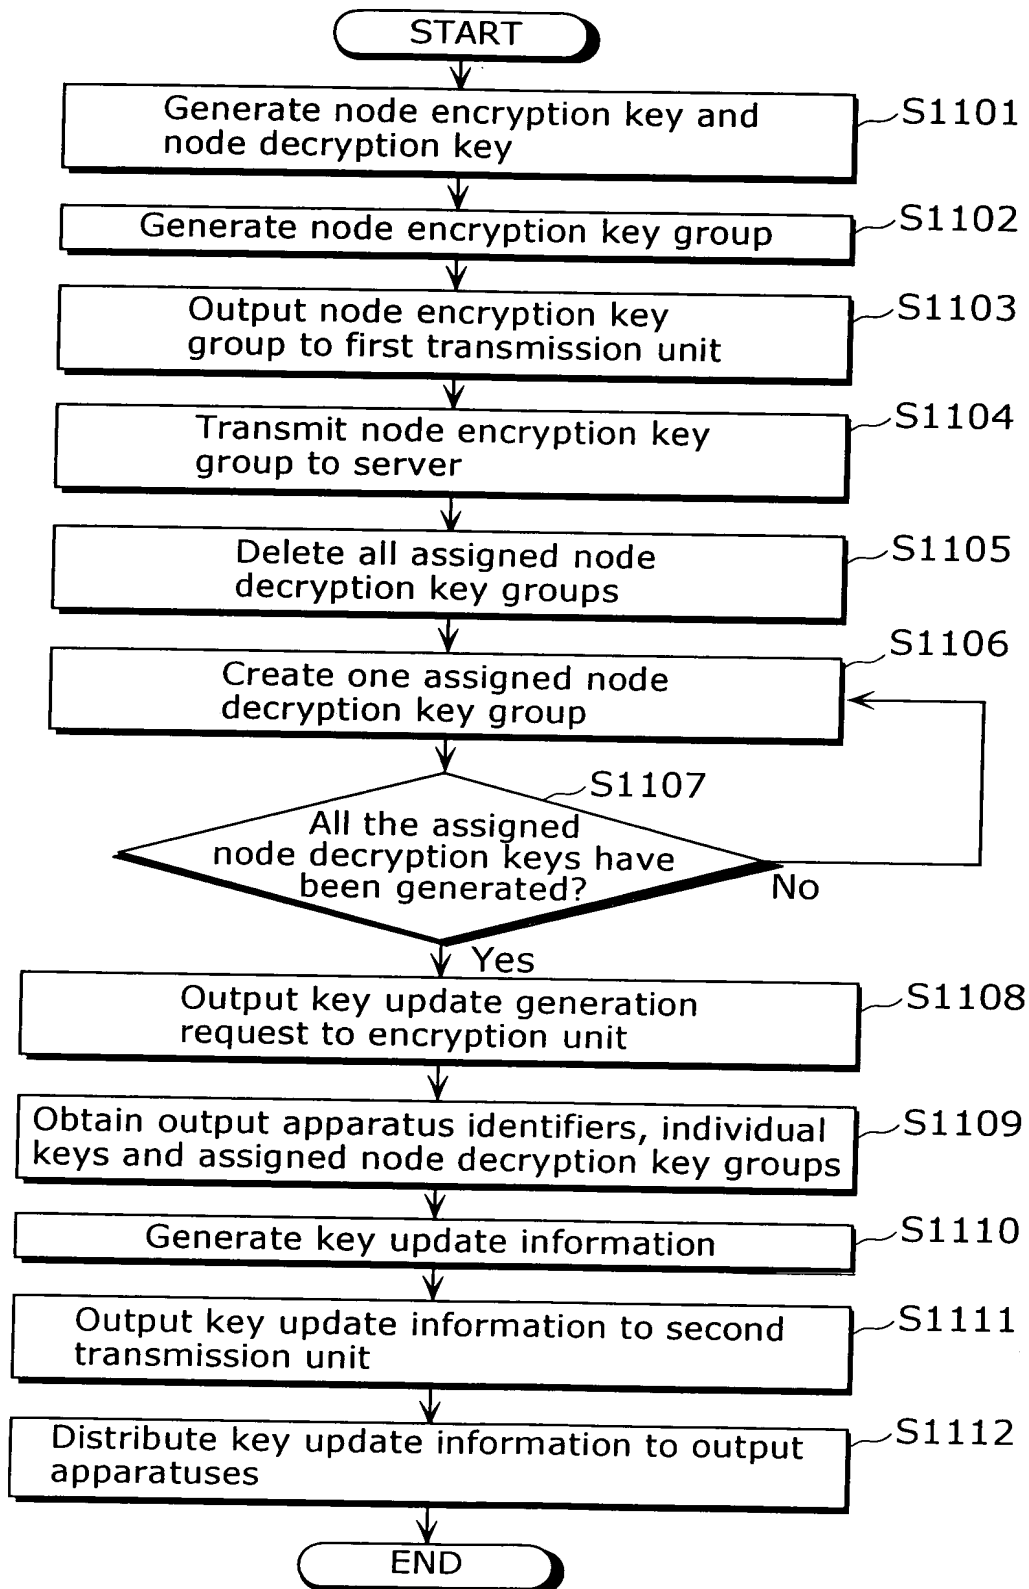 START
Generate node encryption key and
node decryption key
S1101
Generate node encryption key group
S1102
Output node encryption key
group to first transmission unit
S1103
Transmit node encryption key
group to server
S1104
Delete all assigned node
decryption key groups
S1105
Create one assigned node
decryption key group
S1106
S1107
All the assigned
node decryption keys have
been generated?
No
Yes
Output key update generation
request to encryption unit
S1108
Obtain output apparatus identifiers, individual
keys and assigned node decryption key groups
S1109
Generate key update information
S1110
Output key update information to second
transmission unit
S1111
Distribute key update information to output
apparatuses
S1112
END